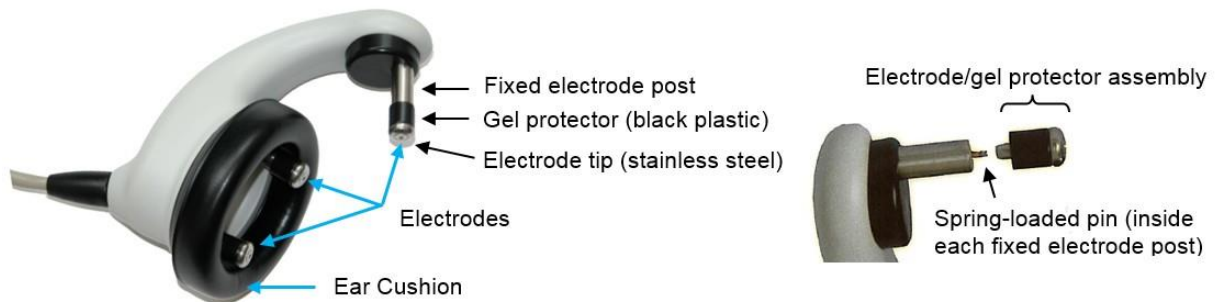 Fixed electrode post
Gel protector (black plastic)
Electrode tip (stainless steel)
Electrodes
Ear Cushion
Electrode/gel protector assembly
Spring-loaded pin (inside
each fixed electrode post)